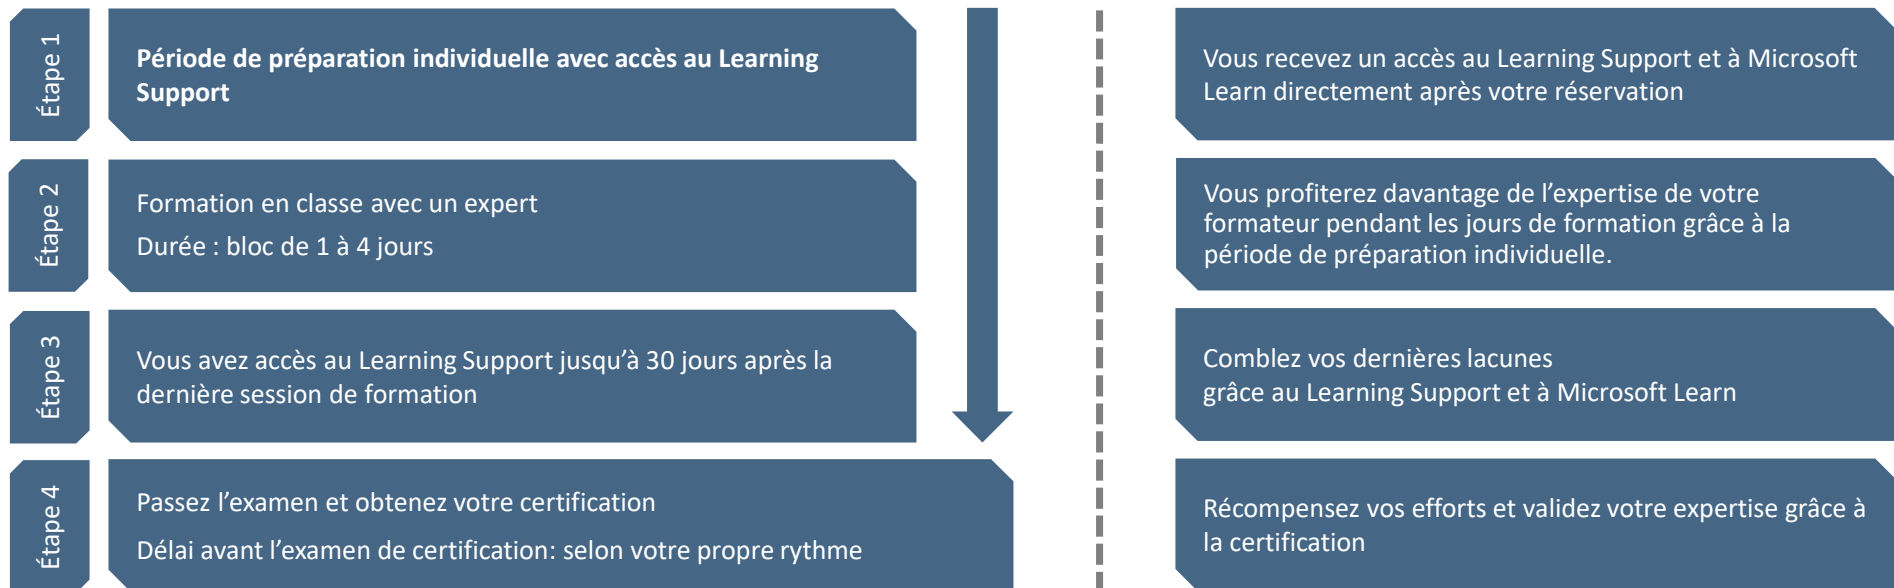 Étape 1
Période de préparation individuelle avec accès au Learning
Support
Vous recevez un accès au Learning Support et à Microsoft
Learn directement après votre réservation
Étape 2
Formation en classe avec un expert
Durée : bloc de 1 à 4 jours
Vous profiterez davantage de l’expertise de votre
formateur pendant les jours de formation grâce à la
période de préparation individuelle.
Étape 3
Vous avez accès au Learning Support jusqu’à 30 jours après la
dernière session de formation
Comblez vos dernières lacunes
grâce au Learning Support et à Microsoft Learn
Étape 4
Passez l’examen et obtenez votre certification
Délai avant l’examen de certification: selon votre propre rythme
Récompensez vos efforts et validez votre expertise grâce à
la certification